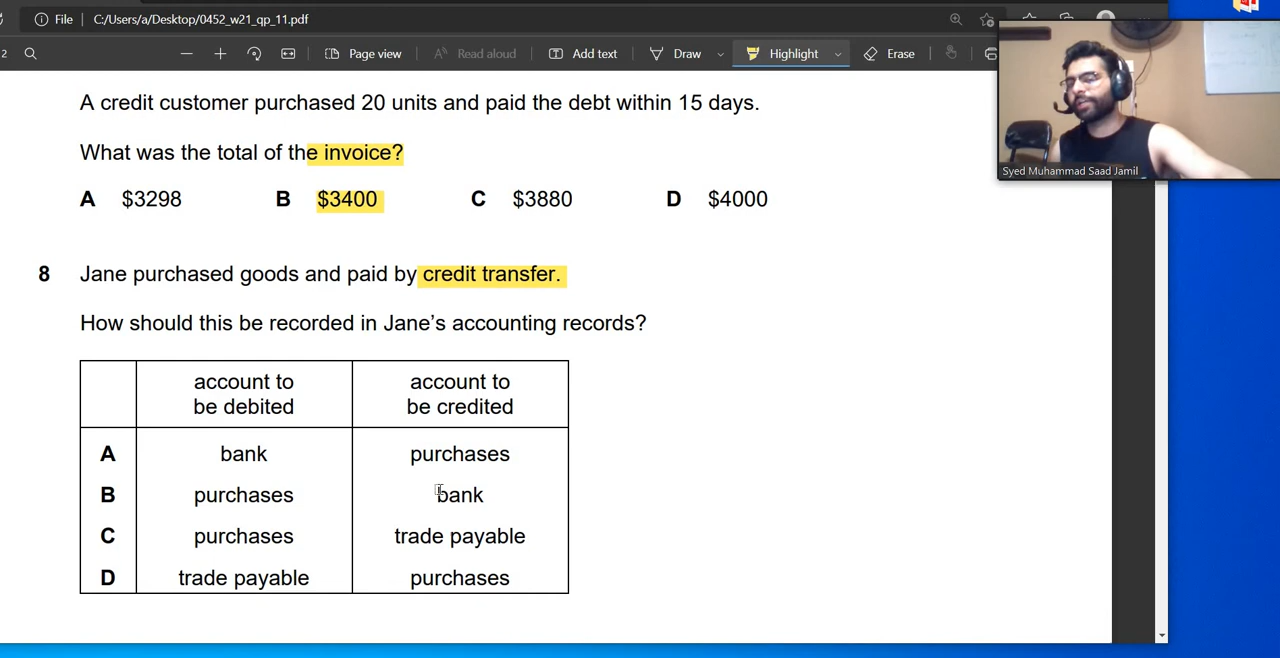 File
C:/Users/a/Desktop/0452_w21_qp_11.pdf
2
Page view
Read aloud
Add text
Draw
Highlight
Erase
Syed Muhammad Saad Jamil
A credit customer purchased 20 units and paid the debt within 15 days.
What was the total of the invoice?
A $3298 B $3400 C $3880 D $4000
8 Jane purchased goods and paid by credit transfer.
How should this be recorded in Jane’s accounting records?
account to be debited account to be credited
A bank purchases
B purchases bank
C purchases trade payable
D trade payable purchases